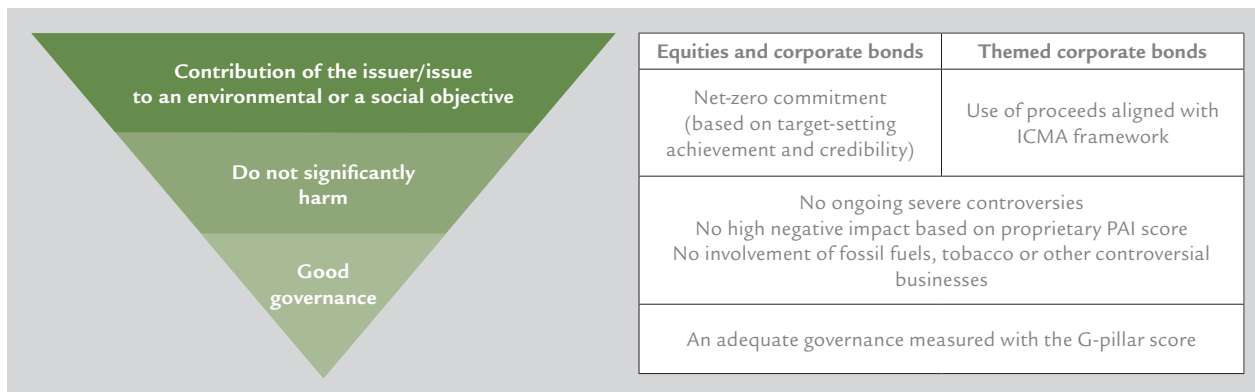 Contribution of the issuer/issue
to an environmental or a social objective
Do not significantly
harm
Good
governance
Equities and corporate bonds
Themed corporate bonds
Net-zero commitment
(based on target-setting
achievement and credibility)
Use of proceeds aligned with
ICMA framework
No ongoing severe controversies
No high negative impact based on proprietary PAI score
No involvement of fossil fuels, tobacco or other controversial
businesses
An adequate governance measured with the G-pillar score